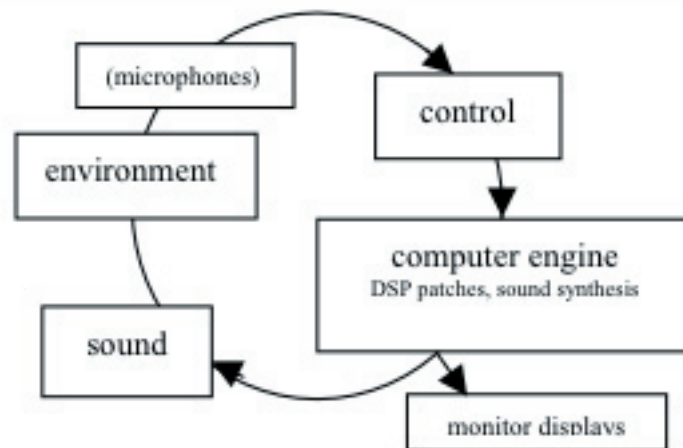 (microphones)
control
environment
computer engine
DSP patches, sound synthesis
sound
monitor displays